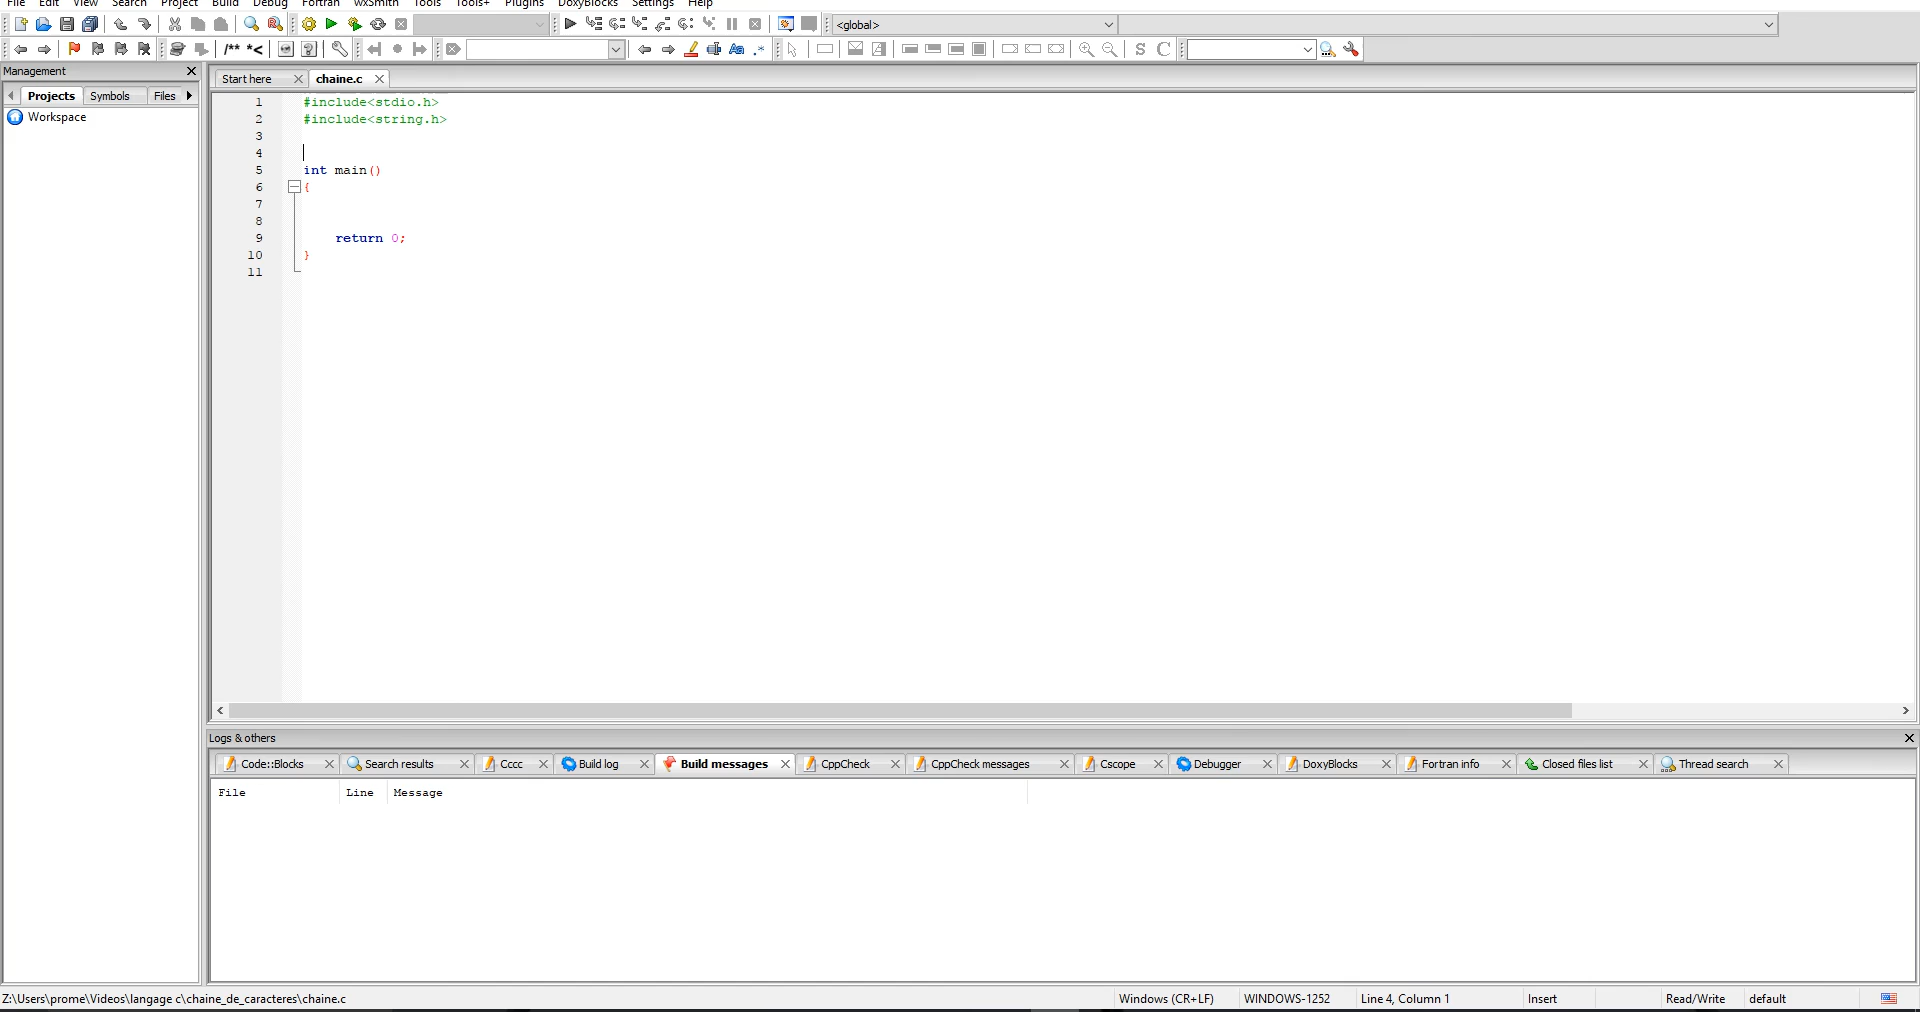 File Edit View Search Project Build Debug Fortran wxSmith Tools Tools+ Plugins DoxyBlocks Settings Help
<global>
/** *<
Aa .* S C
Management
Projects Symbols Files
Workspace
Start here chaine.c
1 #include<stdio.h>
2 #include<string.h>
3
4
5 int main()
6 {
7
8
9 return 0;
10 }
11
Logs & others
Code::Blocks Search results Cccc Build log Build messages CppCheck CppCheck messages Cscope Debugger DoxyBlocks Fortran info Closed files list Thread search
File Line Message
Z:\Users\prome\Videos\langage c\chaine_de_caracteres\chaine.c Windows (CR+LF) WINDOWS-1252 Line 4, Column 1 Insert Read/Write default